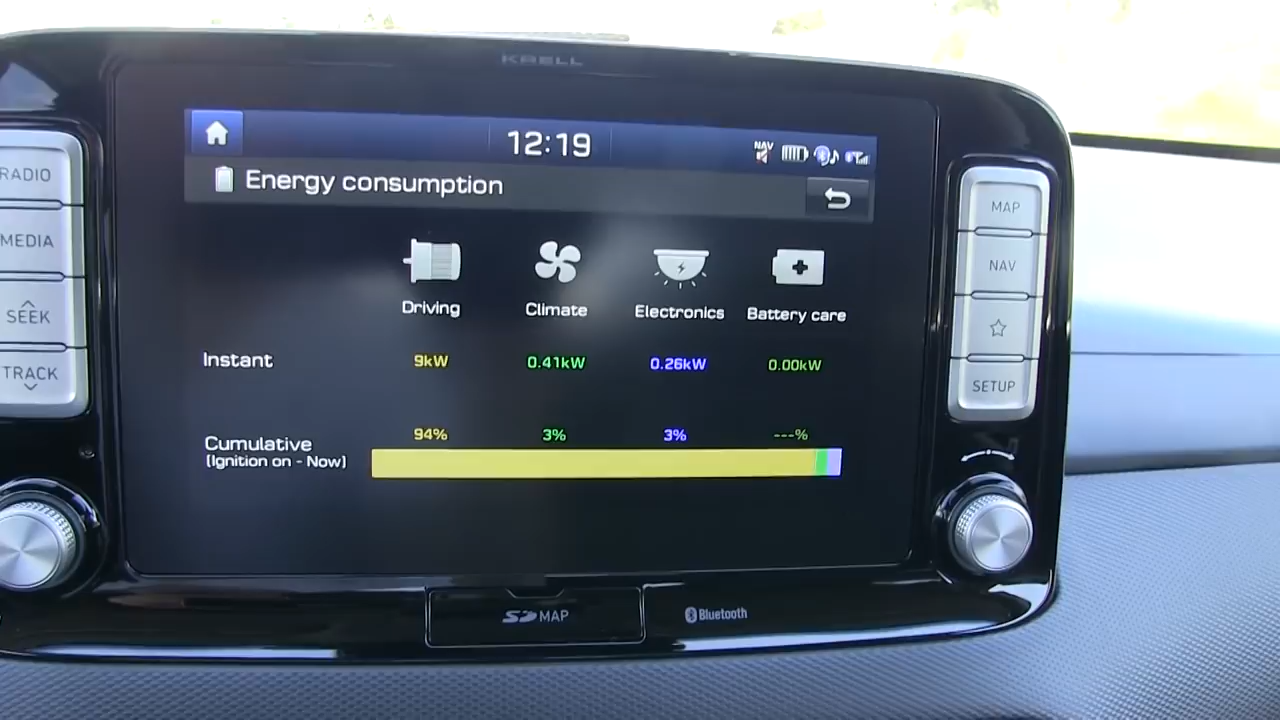 KRELL
12:19
NAV
Energy consumption
Driving
Climate
Electronics
Battery care
Instant
9kW
0.41kW
0.26kW
0.00kW
Cumulative
(Ignition on - Now)
94%
3%
3%
---%
RADIO
MEDIA
SEEK
TRACK
MAP
NAV
SETUP
SD MAP
Bluetooth